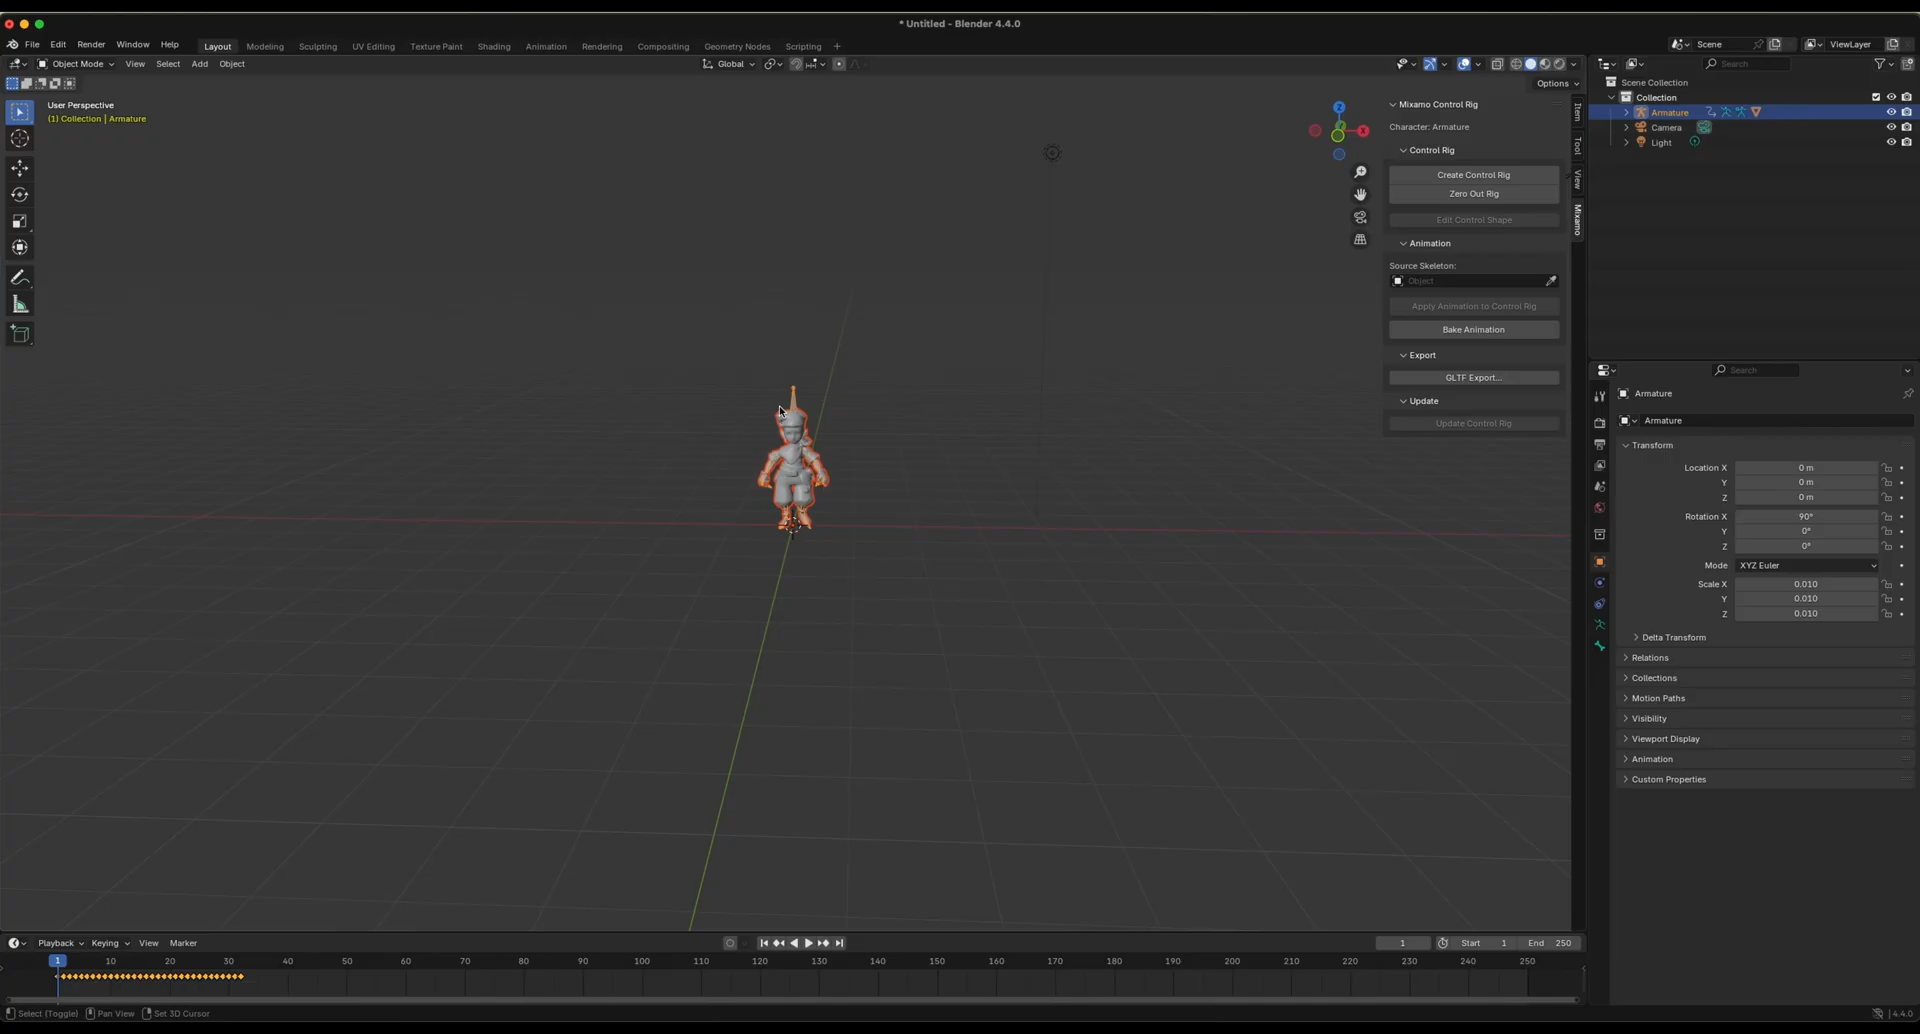 * Untitled - Blender 4.4.0
File Edit Render Window Help Layout Modeling Sculpting UV Editing Texture Paint Shading Animation Rendering Compositing Geometry Nodes Scripting + Scene ViewLayer
Object Mode View Select Add Object Global Search
Options
User Perspective
(1) Collection | Armature
Z
X
Mixamo Control Rig
Character: Armature
Control Rig
Create Control Rig
Zero Out Rig
Edit Control Shape
Animation
Source Skeleton:
Object
Apply Animation to Control Rig
Bake Animation
Export
GLTF Export...
Update
Update Control Rig
Item
Tool
View
Mixamo
Scene Collection
Collection
Armature
Camera
Light
Search
Armature
Armature
Transform
Location X 0 m
Y 0 m
Z 0 m
Rotation X 90°
Y 0°
Z 0°
Mode XYZ Euler
Scale X 0.010
Y 0.010
Z 0.010
Delta Transform
Relations
Collections
Motion Paths
Visibility
Viewport Display
Animation
Custom Properties
Playback Keying View Marker 1 Start 1 End 250
1 10 20 30 40 50 60 70 80 90 100 110 120 130 140 150 160 170 180 190 200 210 220 230 240 250
Select (Toggle) Pan View Set 3D Cursor 4.4.0